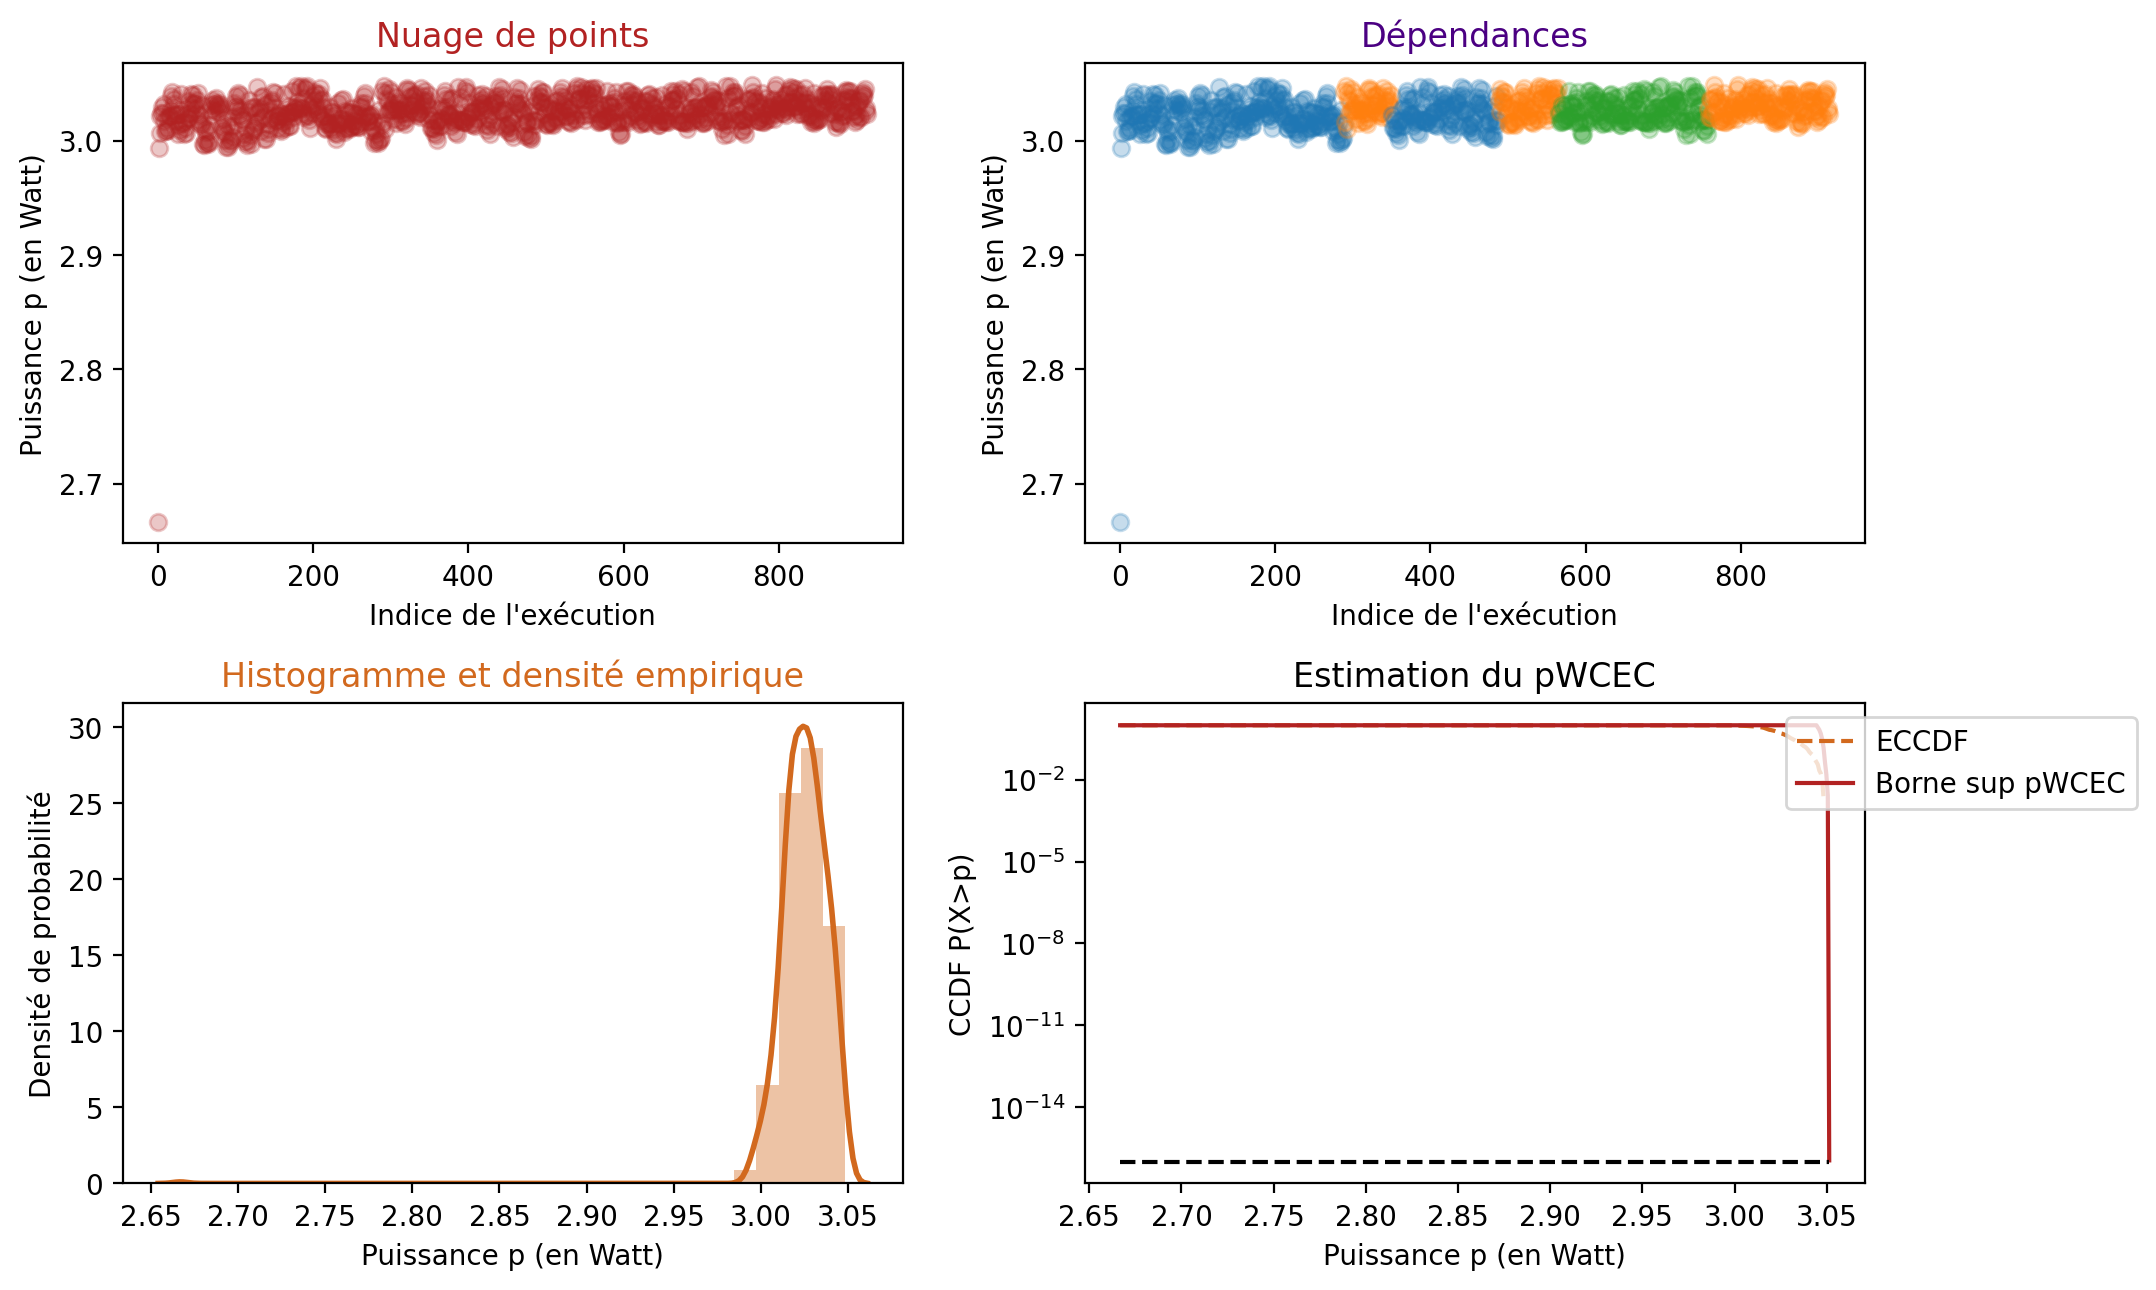 Nuage de points
Puissance p (en Watt)
3.0
2.9
2.8
2.7
0 200 400 600 800
Indice de l'exécution
Dépendances
Puissance p (en Watt)
3.0
2.9
2.8
2.7
0 200 400 600 800
Indice de l'exécution
Histogramme et densité empirique
Densité de probabilité
30
25
20
15
10
5
0
2.65 2.70 2.75 2.80 2.85 2.90 2.95 3.00 3.05
Puissance p (en Watt)
Estimation du pWCEC
ECCDF
Borne sup pWCEC
CCDF P(X>p)
10⁻²
10⁻⁵
10⁻⁸
10⁻¹¹
10⁻¹⁴
2.65 2.70 2.75 2.80 2.85 2.90 2.95 3.00 3.05
Puissance p (en Watt)